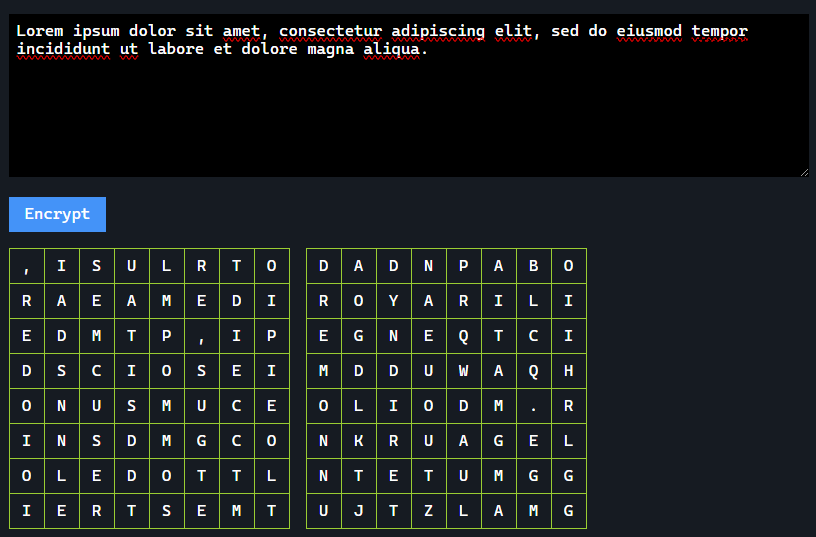 Lorem ipsum dolor sit amet, consectetur adipiscing elit, sed do eiusmod tempor
incididunt ut labore et dolore magna aliqua.
Encrypt
, I S U L R T O D A D N P A B O
R A E A M E D I R O Y A R I L I
E D M T P , I P E G N E Q T C I
D S C I O S E I M D D U W A Q H
O N U S M U C E O L I O D M . R
I N S D M G C O N K R U A G E L
O L E D O T T L N T E T U M G G
I E R T S E M T U J T Z L A M G